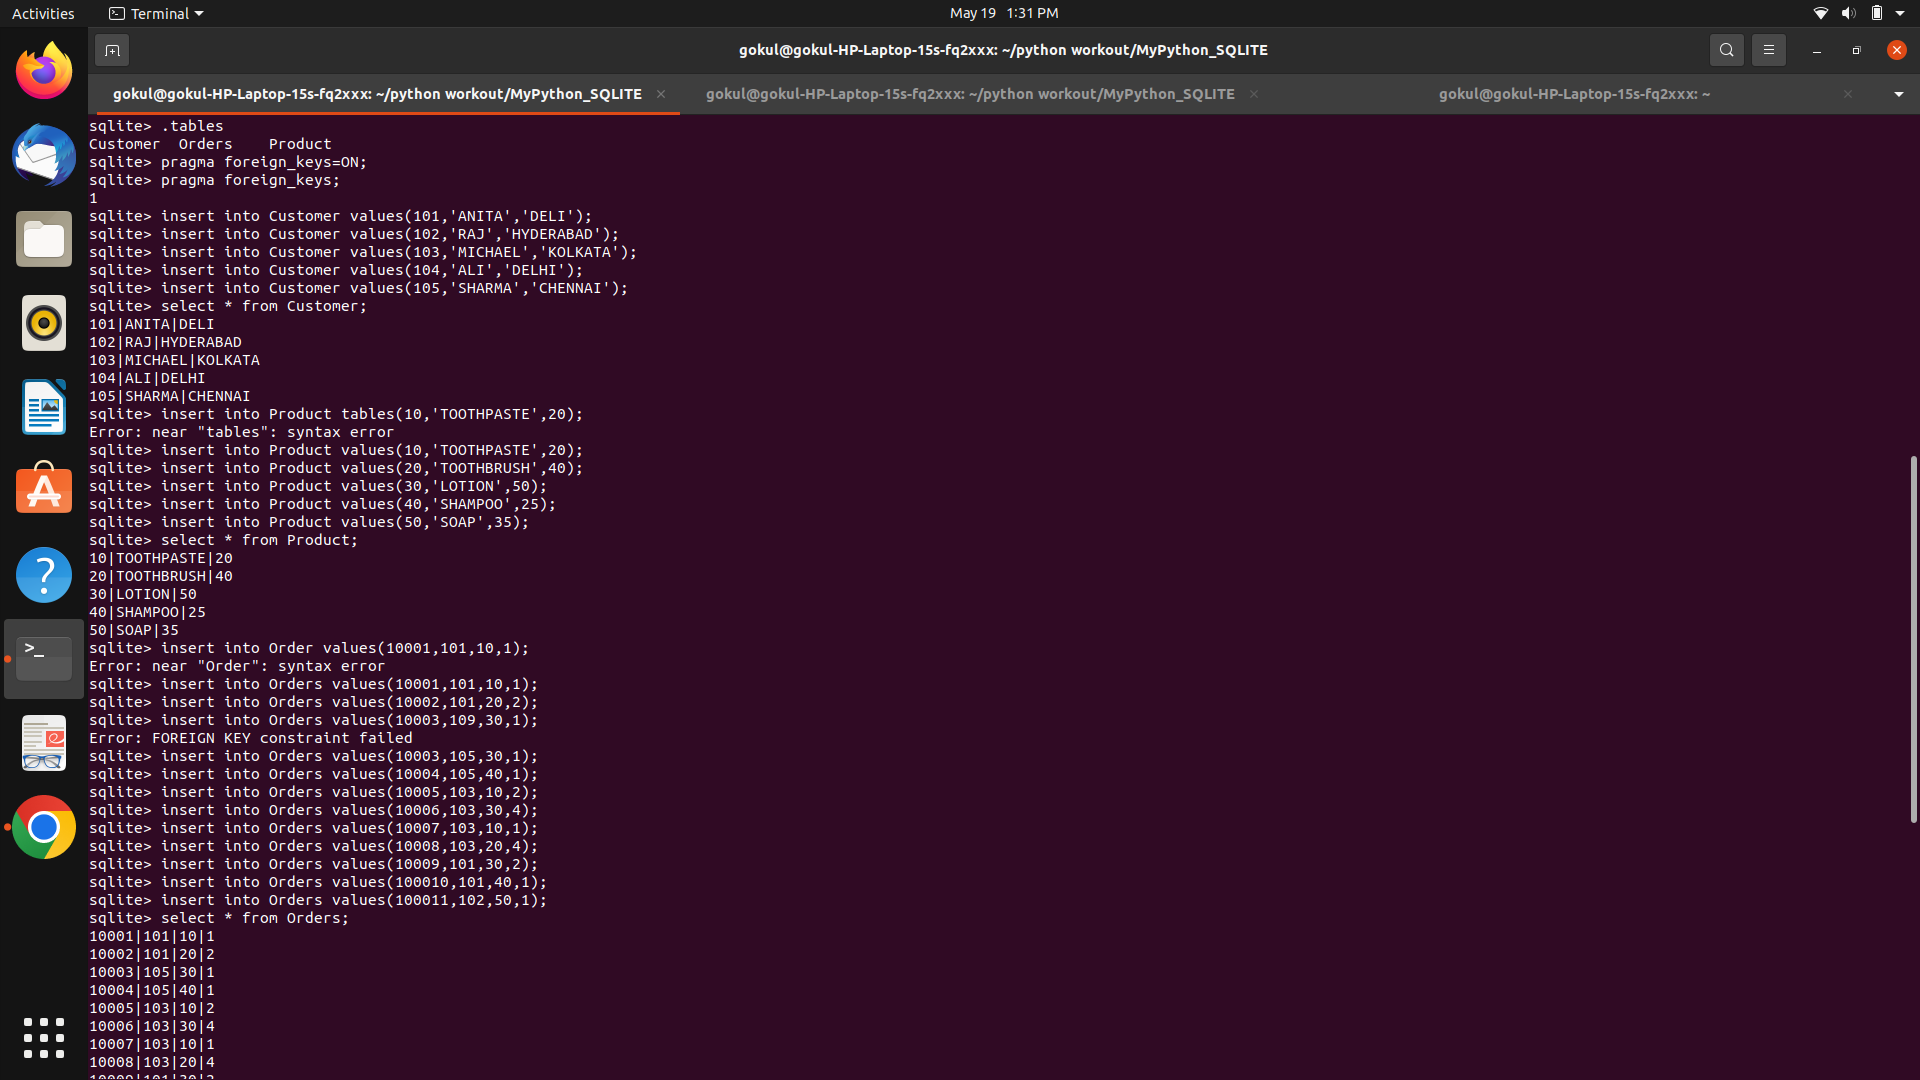 Activities
Terminal
May 19 1:31 PM
gokul@gokul-HP-Laptop-15s-fq2xxx: ~/python workout/MyPython_SQLITE
gokul@gokul-HP-Laptop-15s-fq2xxx: ~/python workout/MyPython_SQLITE
gokul@gokul-HP-Laptop-15s-fq2xxx: ~/python workout/MyPython_SQLITE
gokul@gokul-HP-Laptop-15s-fq2xxx: ~
sqlite> .tables
Customer  Orders    Product
sqlite> pragma foreign_keys=ON;
sqlite> pragma foreign_keys;
1
sqlite> insert into Customer values(101,'ANITA','DELI');
sqlite> insert into Customer values(102,'RAJ','HYDERABAD');
sqlite> insert into Customer values(103,'MICHAEL','KOLKATA');
sqlite> insert into Customer values(104,'ALI','DELHI');
sqlite> insert into Customer values(105,'SHARMA','CHENNAI');
sqlite> select * from Customer;
101|ANITA|DELI
102|RAJ|HYDERABAD
103|MICHAEL|KOLKATA
104|ALI|DELHI
105|SHARMA|CHENNAI
sqlite> insert into Product tables(10,'TOOTHPASTE',20);
Error: near "tables": syntax error
sqlite> insert into Product values(10,'TOOTHPASTE',20);
sqlite> insert into Product values(20,'TOOTHBRUSH',40);
sqlite> insert into Product values(30,'LOTION',50);
sqlite> insert into Product values(40,'SHAMPOO',25);
sqlite> insert into Product values(50,'SOAP',35);
sqlite> select * from Product;
10|TOOTHPASTE|20
20|TOOTHBRUSH|40
30|LOTION|50
40|SHAMPOO|25
50|SOAP|35
sqlite> insert into Order values(10001,101,10,1);
Error: near "Order": syntax error
sqlite> insert into Orders values(10001,101,10,1);
sqlite> insert into Orders values(10002,101,20,2);
sqlite> insert into Orders values(10003,109,30,1);
Error: FOREIGN KEY constraint failed
sqlite> insert into Orders values(10003,105,30,1);
sqlite> insert into Orders values(10004,105,40,1);
sqlite> insert into Orders values(10005,103,10,2);
sqlite> insert into Orders values(10006,103,30,4);
sqlite> insert into Orders values(10007,103,10,1);
sqlite> insert into Orders values(10008,103,20,4);
sqlite> insert into Orders values(10009,101,30,2);
sqlite> insert into Orders values(100010,101,40,1);
sqlite> insert into Orders values(100011,102,50,1);
sqlite> select * from Orders;
10001|101|10|1
10002|101|20|2
10003|105|30|1
10004|105|40|1
10005|103|10|2
10006|103|30|4
10007|103|10|1
10008|103|20|4
10009|101|30|2